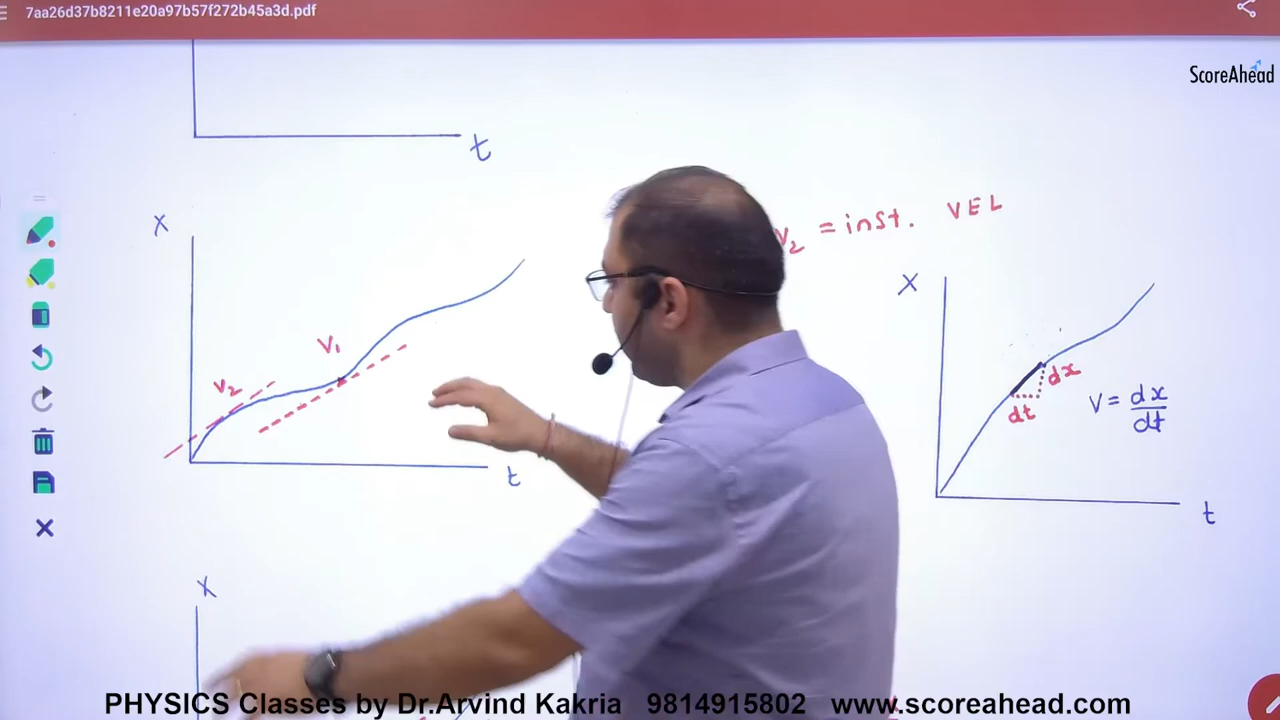 7aa26d37b8211e20a97b57f272b45a3d.pdf
ScoreAhead
t
X
V₂ = inst. VEL
X
V₁
V₂
dx
dt
V = dx/dt
t
t
X
PHYSICS Classes by Dr.Arvind Kakria 9814915802 www.scoreahead.com